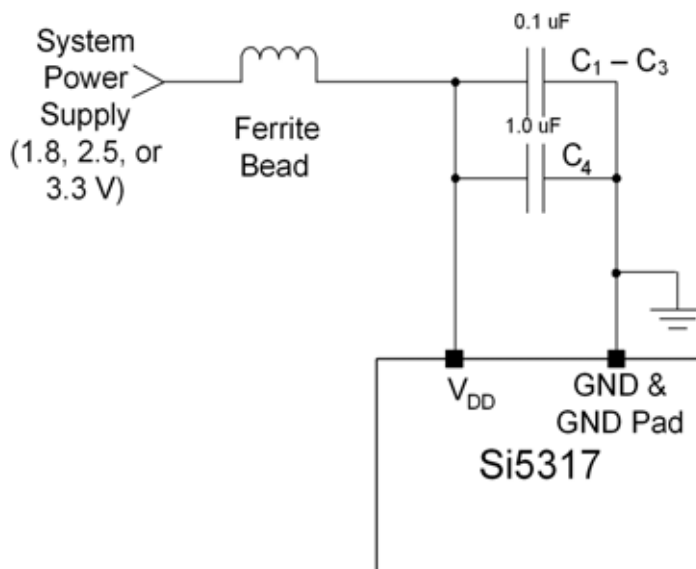 System
Power
Supply
(1.8, 2.5, or
3.3 V)
Ferrite
Bead
0.1 uF
C₁ – C₃
1.0 uF
C₄
V_DD
GND &
GND Pad
Si5317